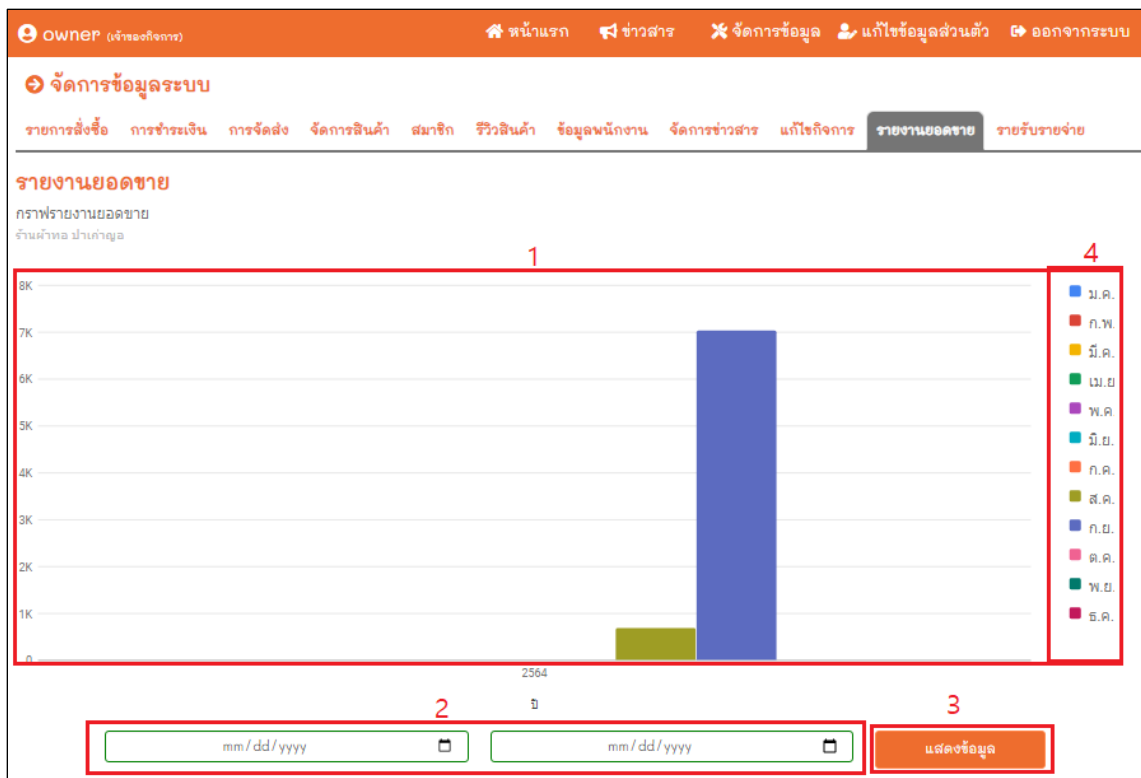 owner (เจ้าของกิจการ) หน้าแรก ข่าวสาร จัดการข้อมูล แก้ไขข้อมูลส่วนตัว ออกจากระบบ
จัดการข้อมูลระบบ
รายการสั่งซื้อ การชำระเงิน การจัดส่ง จัดการสินค้า สมาชิก รีวิวสินค้า ข้อมูลพนักงาน จัดการข่าวสาร แก้ไขกิจการ รายงานยอดขาย รายรับรายจ่าย
รายงานยอดขาย
กราฟรายงานยอดขาย
ร้านผ้าทอ ปาเก่าญอ
1
4
8K
7K
6K
5K
4K
3K
2K
1K
0
2564
ปี
ม.ค.
ก.พ.
มี.ค.
เม.ย
พ.ค
มิ.ย.
ก.ค.
ส.ค.
ก.ย.
ต.ค.
พ.ย.
ธ.ค.
2
3
mm/dd/yyyy mm/dd/yyyy แสดงข้อมูล